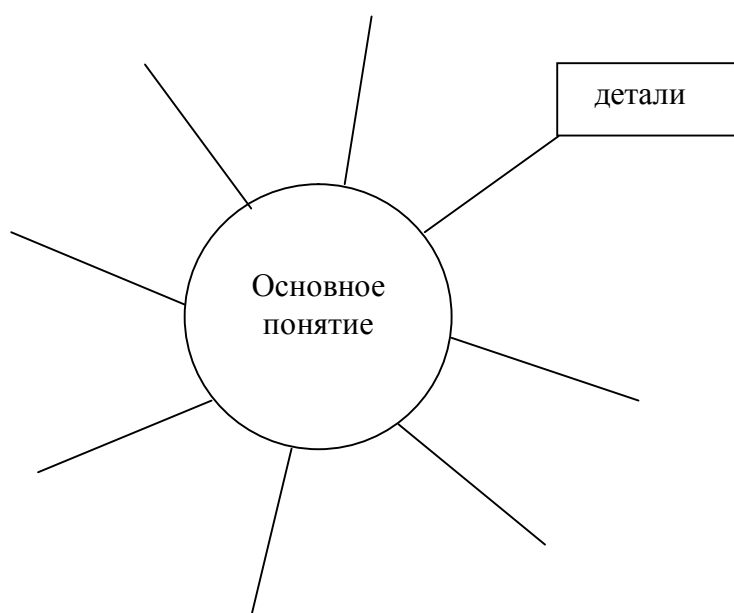 детали
Основное
понятие